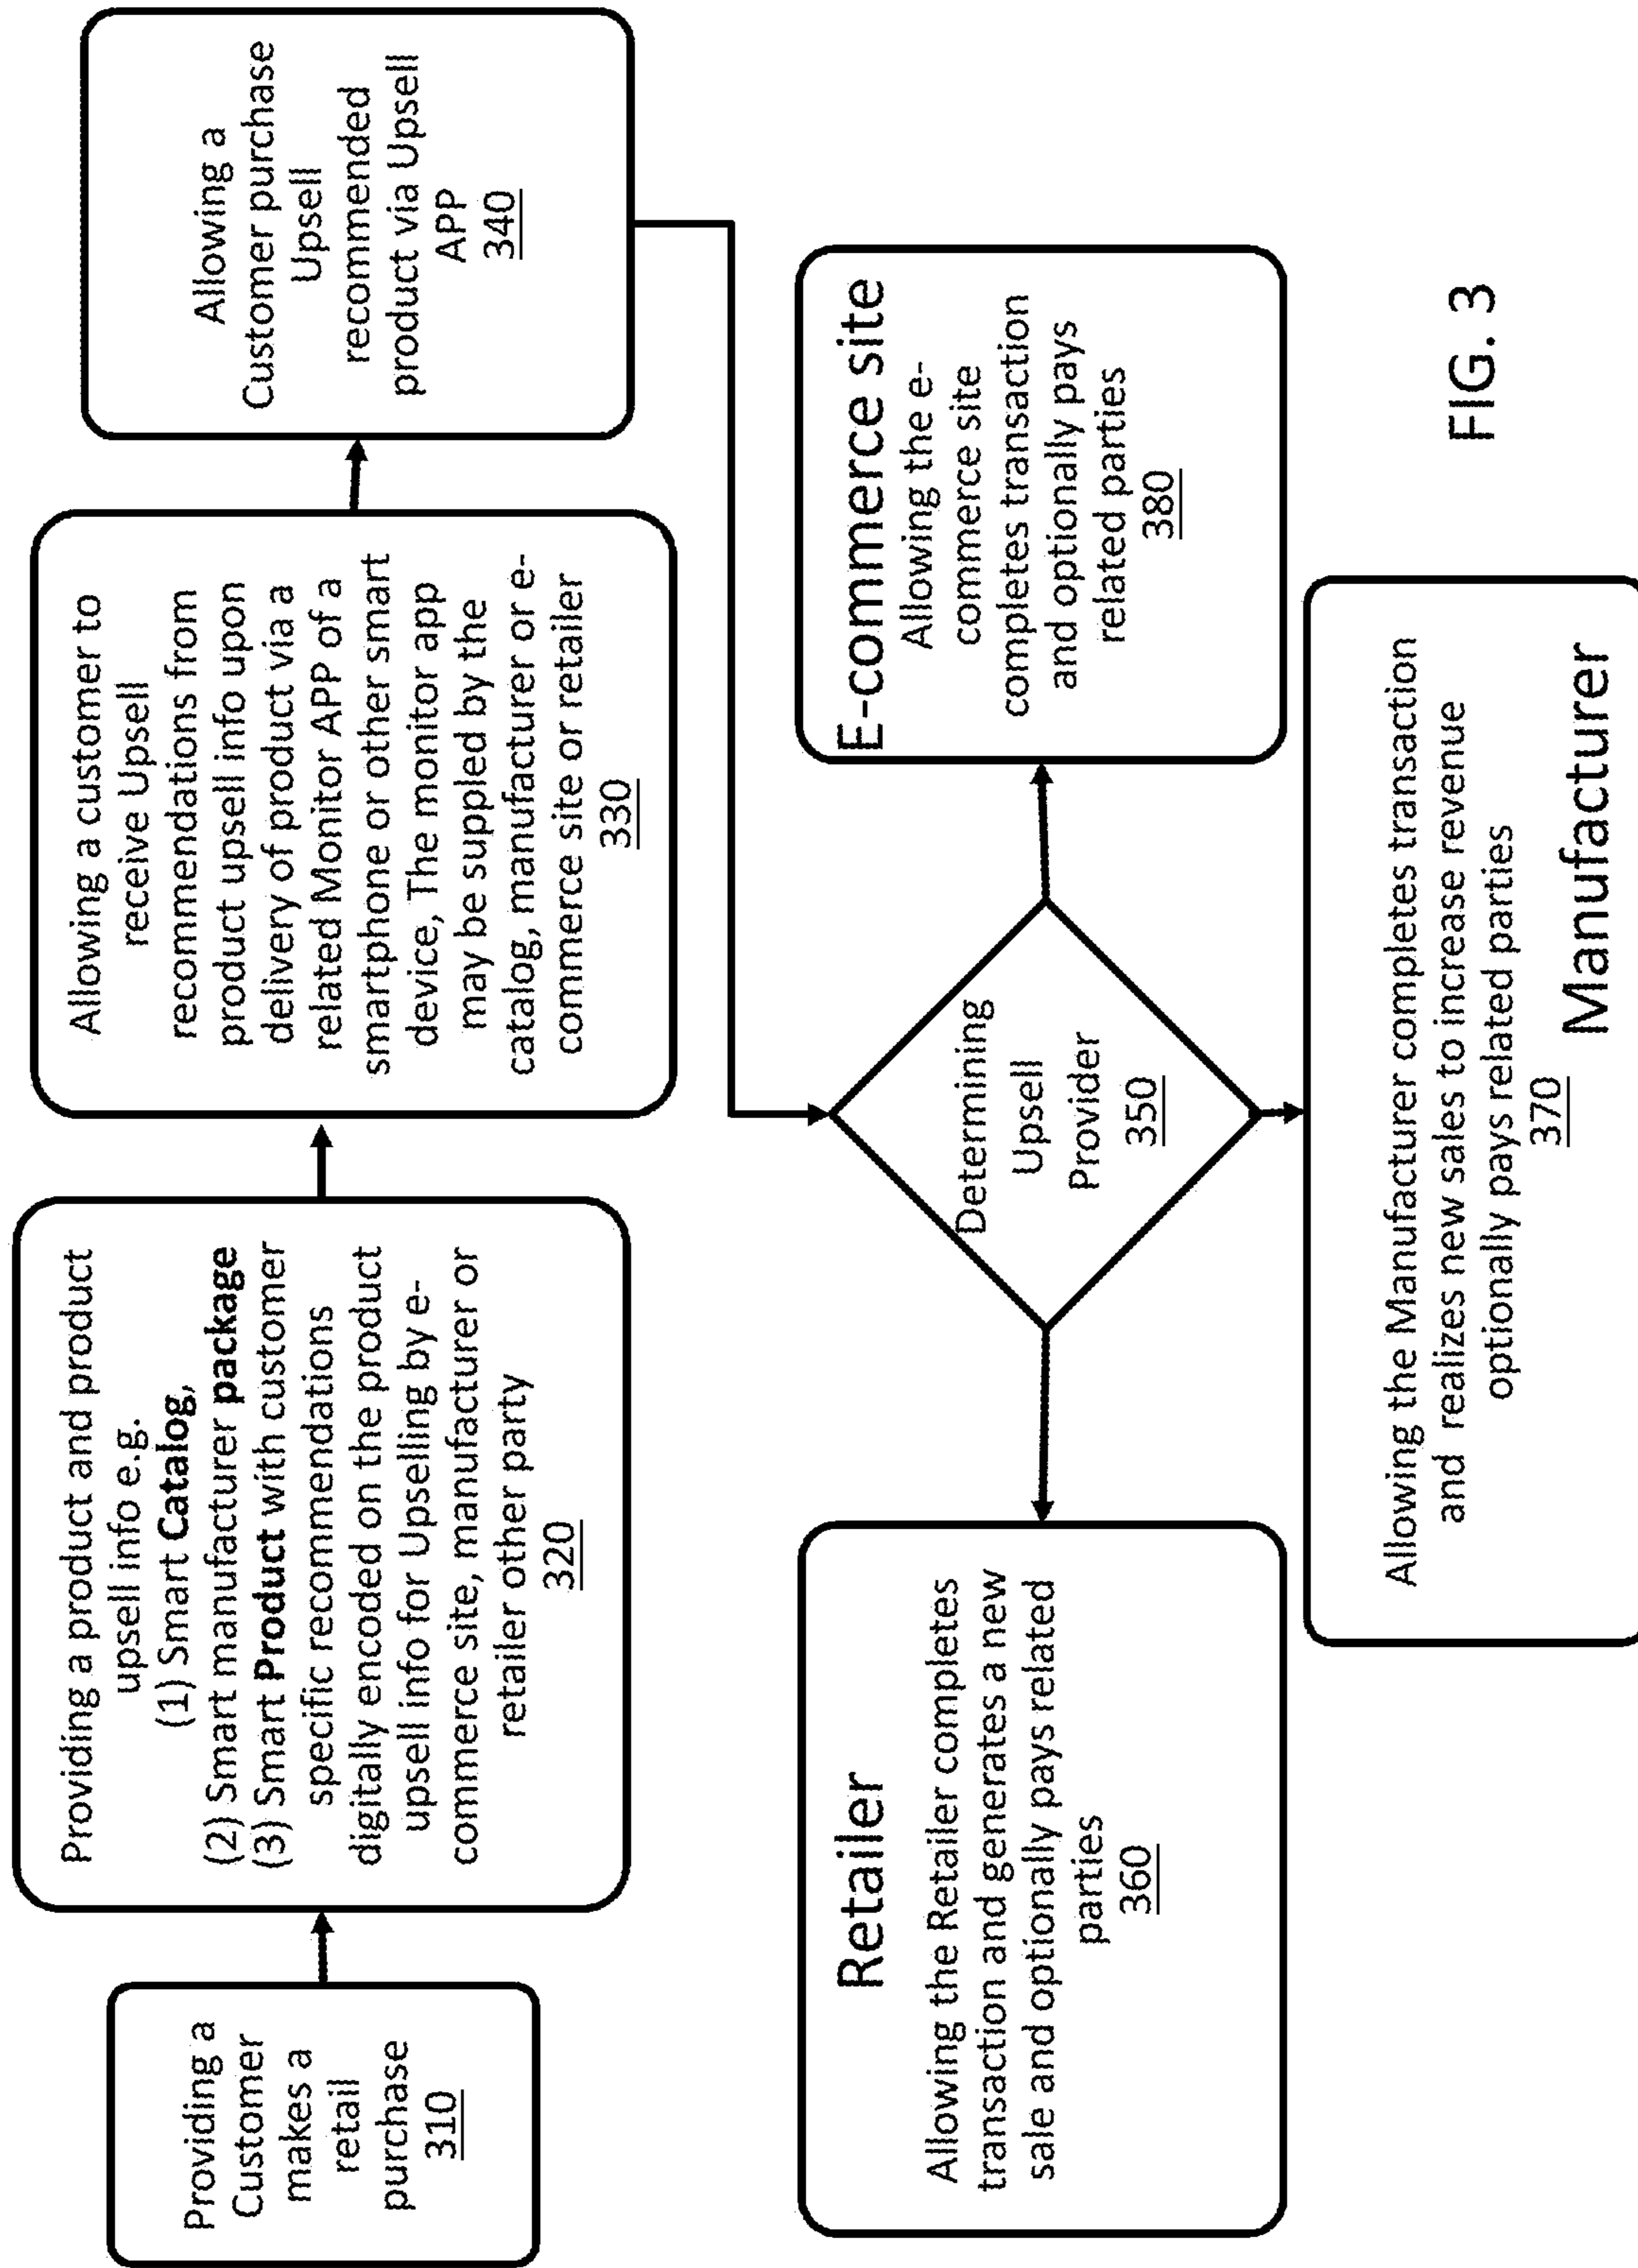 Providing a
Customer
makes a
retail
purchase
310
Providing a product and product
upsell info e.g.
(1) Smart Catalog,
(2) Smart manufacturer package
(3) Smart Product with customer
specific recommendations
digitally encoded on the product
upsell info for Upselling by e-
commerce site, manufacturer or
retailer other party
320
Allowing a customer to
receive Upsell
recommendations from
product upsell info upon
delivery of product via a
related Monitor APP of a
smartphone or other smart
device, The monitor app
may be suppled by the
catalog, manufacturer or e-
commerce site or retailer
330
Allowing a
Customer purchase
Upsell
recommended
product via Upsell
APP
340
Determining
Upsell
Provider
350
Retailer
Allowing the Retailer completes
transaction and generates a new
sale and optionally pays related
parties
360
E-commerce site
Allowing the e-
commerce site
completes transaction
and optionally pays
related parties
380
Allowing the Manufacturer completes transaction
and realizes new sales to increase revenue
optionally pays related parties
370
Manufacturer
FIG. 3